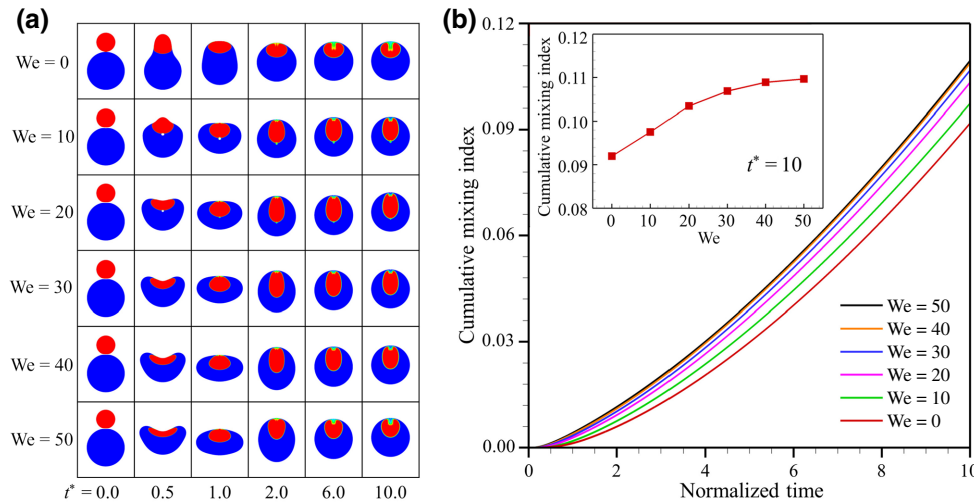 (a)
We = 0
We = 10
We = 20
We = 30
We = 40
We = 50
t* = 0.0 0.5 1.0 2.0 6.0 10.0
(b)
Cumulative mixing index
0.12
0.09
0.06
0.03
0.00
0 2 4 6 8 10
Normalized time
Cumulative mixing index
0.12
0.11
0.10
0.09
0.08
0 10 20 30 40 50
We
t* = 10
We = 50
We = 40
We = 30
We = 20
We = 10
We = 0